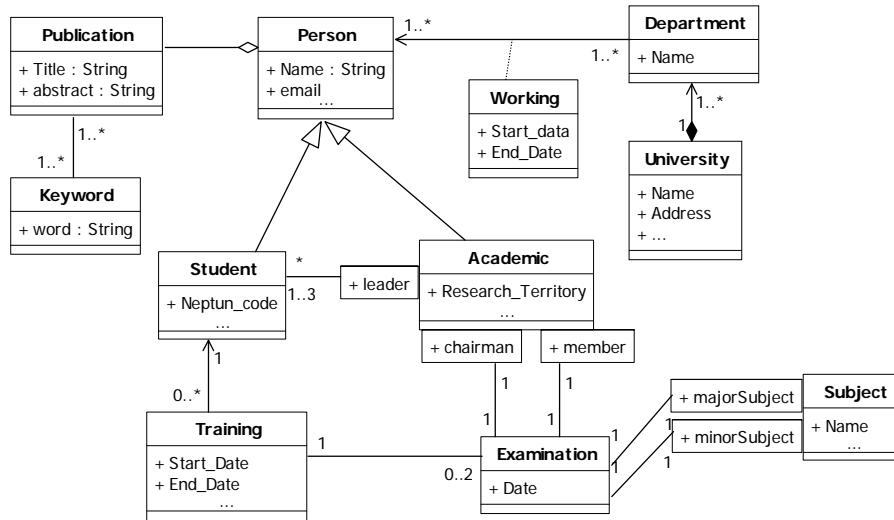 Publication
+ Title : String
+ abstract : String
Person
+ Name : String
+ email
...
1..*
1..*
Department
+ Name
Working
+ Start_data
+ End_Date
1..*
1
University
+ Name
+ Address
+ ...
1..*
1..*
Keyword
+ word : String
Student
+ Neptun_code
...
*
1..3
+ leader
Academic
+ Research_Territory
...
+ chairman
+ member
1
1
1
1
1
0..*
Training
+ Start_Date
+ End_Date
...
1
0..2
Examination
+ Date
1
1
1
1
+ majorSubject
+ minorSubject
Subject
+ Name
...